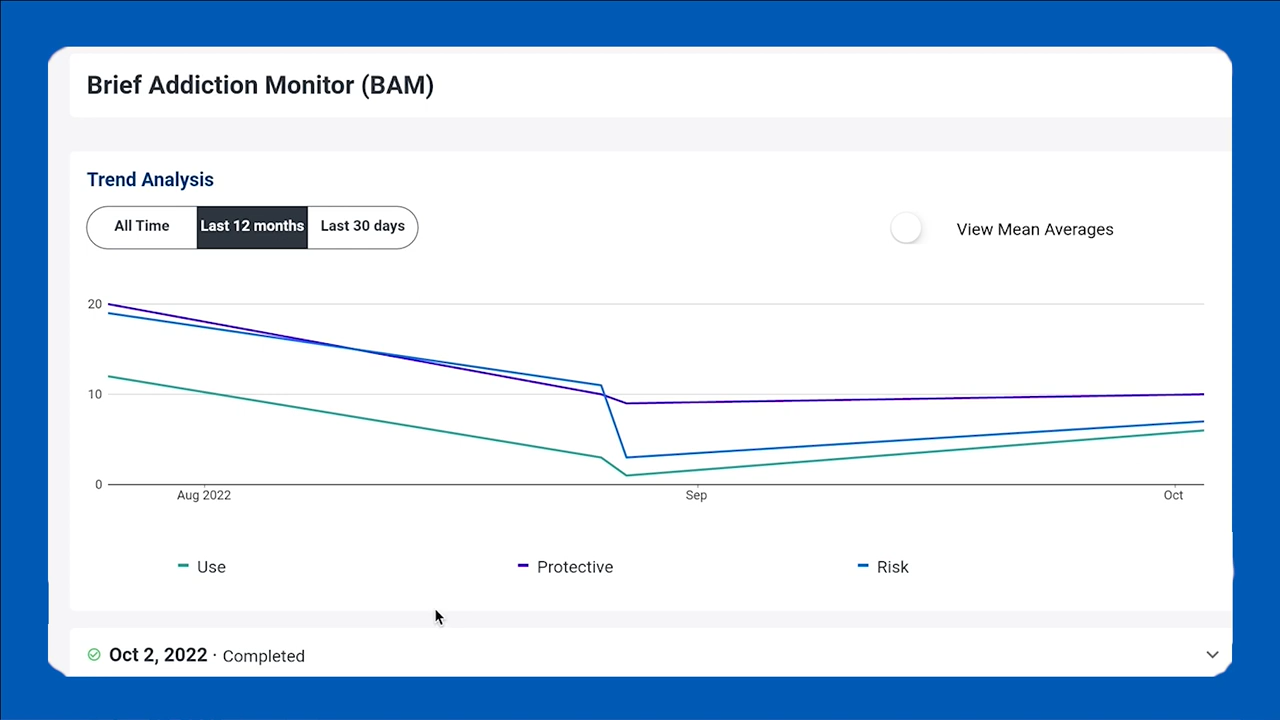 Brief Addiction Monitor (BAM)
Trend Analysis
All Time Last 12 months Last 30 days
View Mean Averages
20
10
0
Aug 2022 Sep Oct
Use Protective Risk
Oct 2, 2022 · Completed